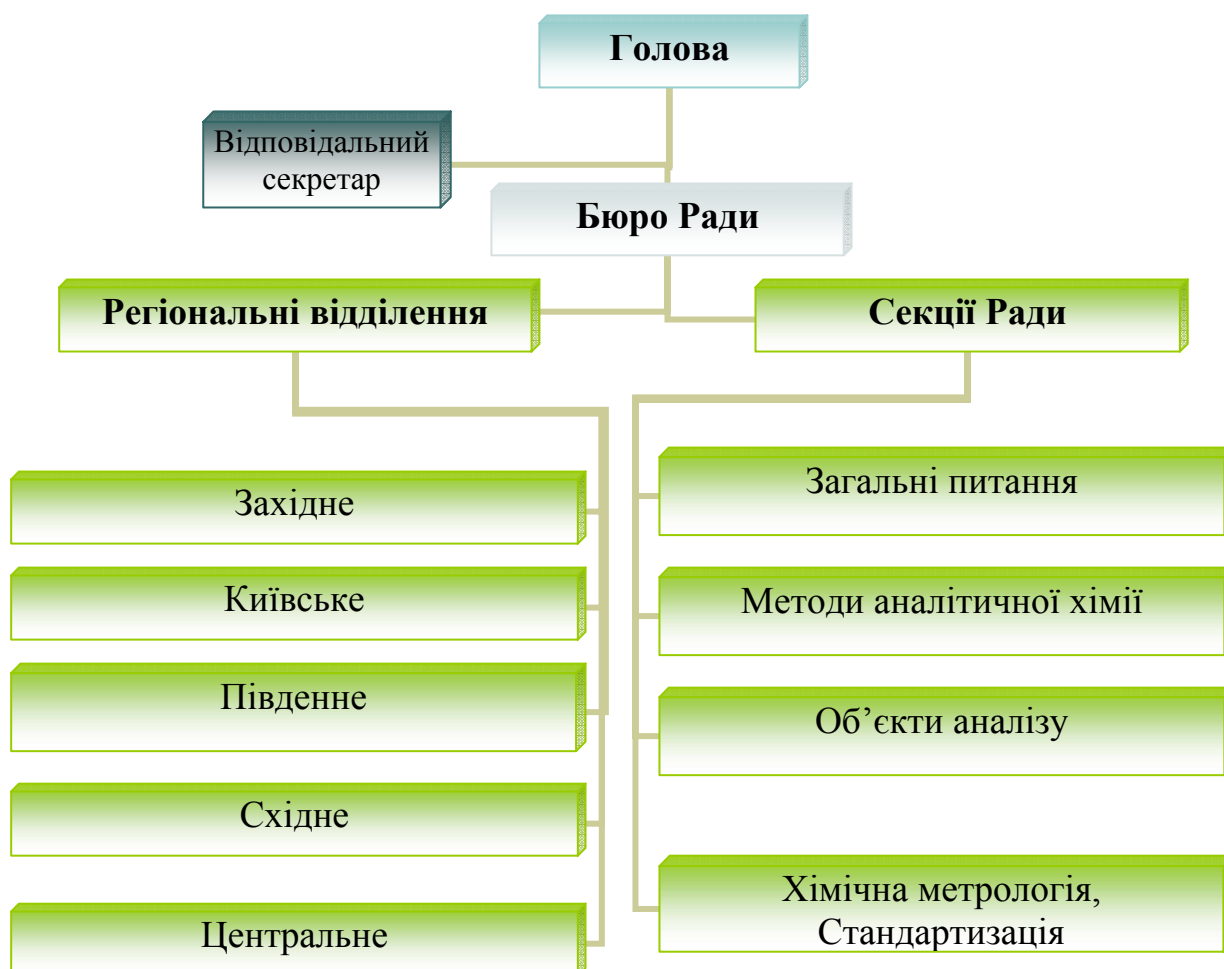 Голова
Відповідальний
секретар
Бюро Ради
Регіональні відділення
Секції Ради
Західне
Київське
Південне
Східне
Центральне
Загальні питання
Методи аналітичної хімії
Об’єкти аналізу
Хімічна метрологія,
Стандартизація